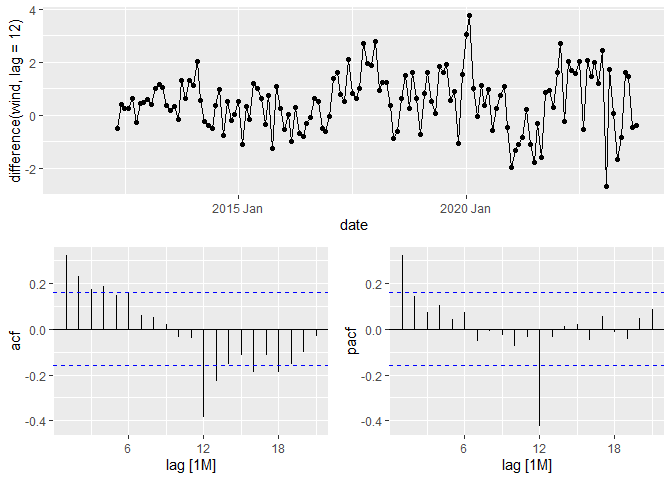 difference(wind, lag = 12)
4
2
0
-2
2015 Jan
2020 Jan
date
acf
0.2
0.0
-0.2
-0.4
6
12
18
lag [1M]
pacf
0.2
0.0
-0.2
-0.4
6
12
18
lag [1M]